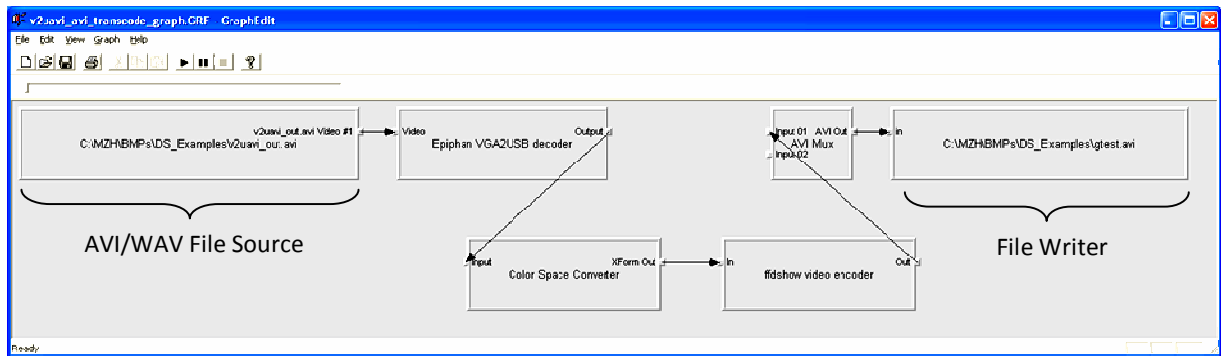 v2uavi_avi_transcode_graph.GRF - GraphEdit
File Edit View Graph Help
v2uavi_out.avi Video #1
C:\MZH\BMPs\DS_Examples\v2uavi_out.avi
Video Output
Epiphan VGA2USB decoder
Input 01 AVI Out
AVI Mux
Input 02
in
C:\MZH\BMPs\DS_Examples\gtest.avi
AVI/WAV File Source
File Writer
Input XForm Out
Color Space Converter
In Out
ffdshow video encoder
Ready